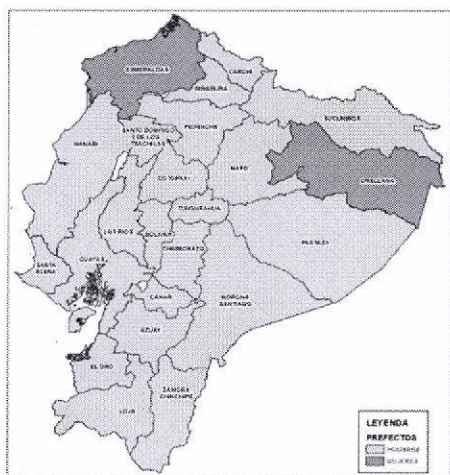 ESMERALDAS
CARCHI
IMBABURA
SUCUMBIOS
PICHINCHA
SANTO DOMINGO
DE LOS
TSACHILAS
MANABI
NAPO
ORELLANA
COTOPAXI
TUNGURAHUA
LOS RIOS
BOLIVAR
PASTAZA
CHIMBORAZO
SANTA
ELENA
GUAYAS
CAÑAR
MORONA
SANTIAGO
AZUAY
EL ORO
ZAMORA
CHINCHIPE
LOJA
LEYENDA
PREFECTOS
HOMBRES
MUJERES